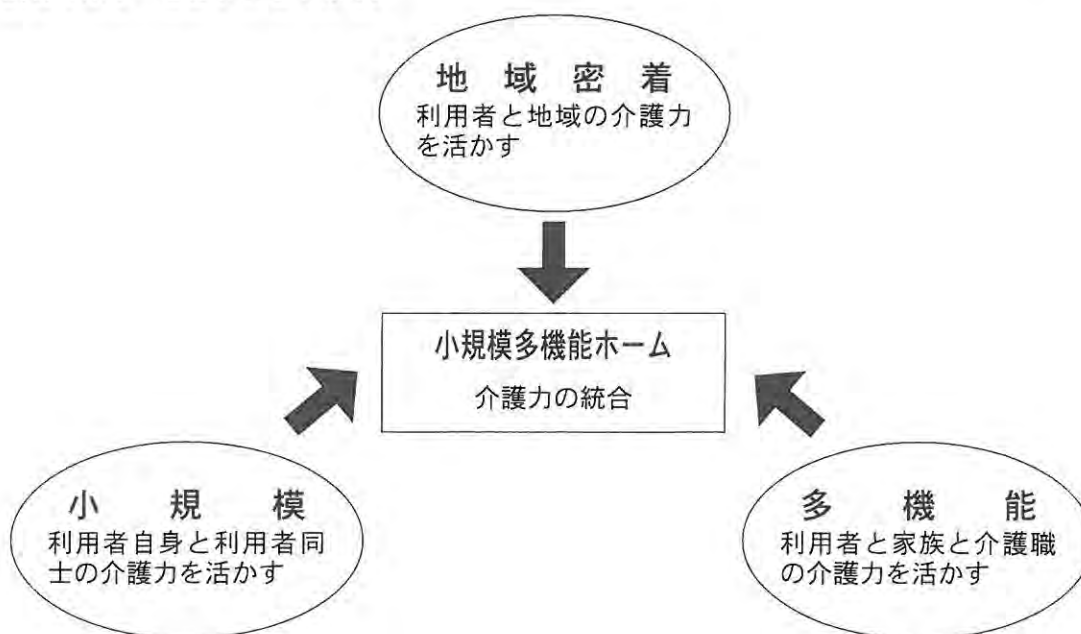 地域密着
利用者と地域の介護力
を活かす
小規模多機能ホーム
介護力の統合
小規模
利用者自身と利用者同
士の介護力を活かす
多機能
利用者と家族と介護職
の介護力を活かす